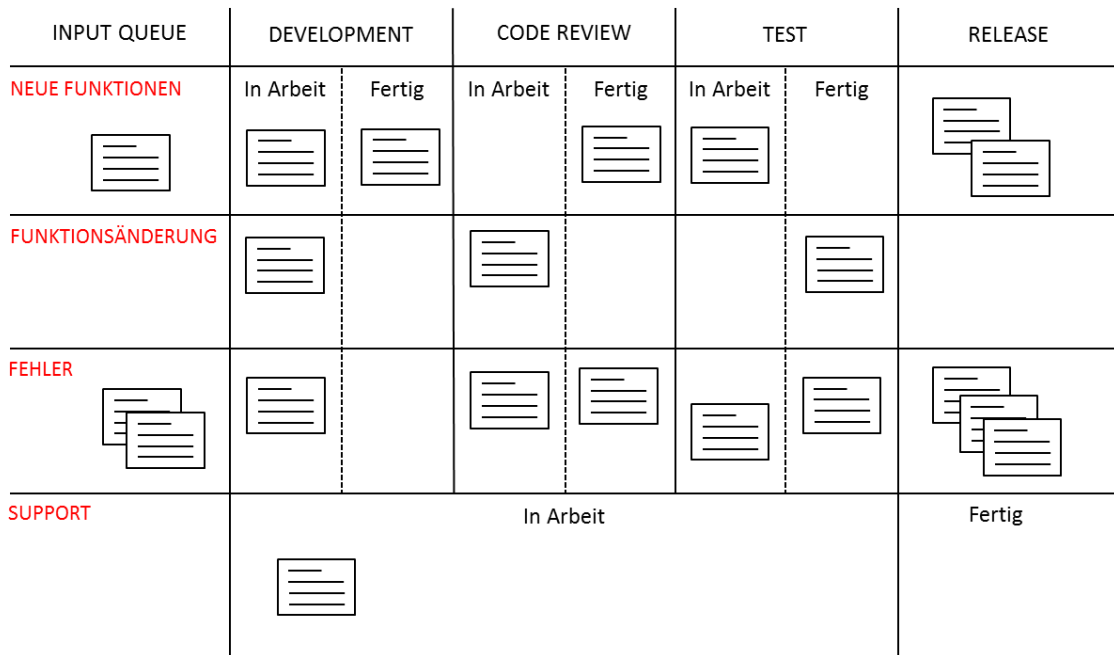 INPUT QUEUE
DEVELOPMENT
CODE REVIEW
TEST
RELEASE
NEUE FUNKTIONEN
In Arbeit
Fertig
In Arbeit
Fertig
In Arbeit
Fertig
FUNKTIONSÄNDERUNG
FEHLER
SUPPORT
In Arbeit
Fertig